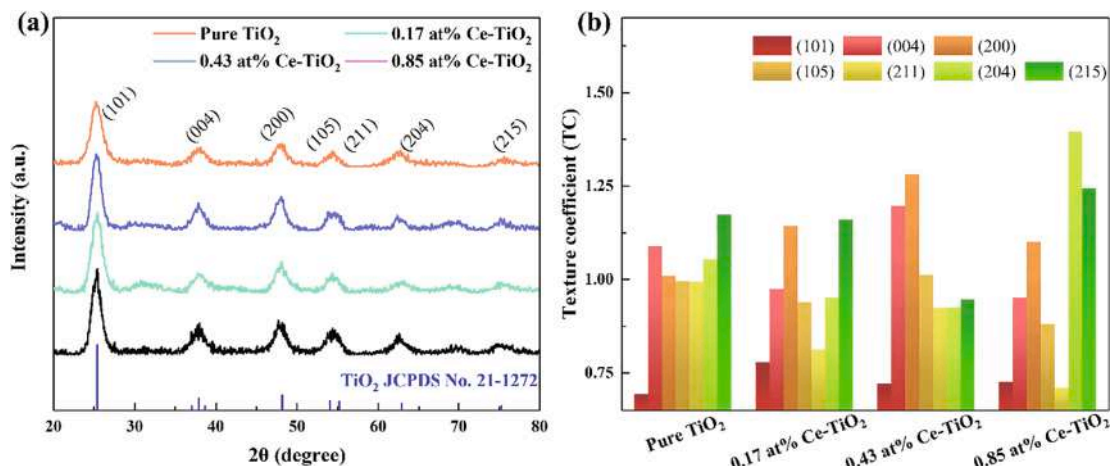 (a)
Pure TiO₂
0.17 at% Ce-TiO₂
0.43 at% Ce-TiO₂
0.85 at% Ce-TiO₂
(101)
(004)
(200)
(105)
(211)
(204)
(215)
TiO₂ JCPDS No. 21-1272
Intensity (a.u.)
20 30 40 50 60 70 80
2θ (degree)
(b)
(101) (004) (200)
(105) (211) (204) (215)
Texture coefficient (TC)
1.50
1.25
1.00
0.75
Pure TiO₂
0.17 at% Ce-TiO₂
0.43 at% Ce-TiO₂
0.85 at% Ce-TiO₂